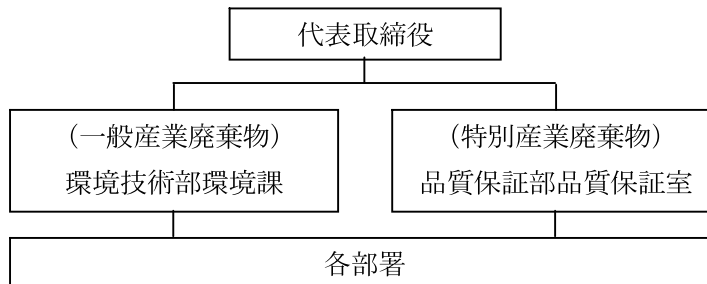 代表取締役
(一般産業廃棄物)
環境技術部環境課
(特別産業廃棄物)
品質保証部品質保証室
各部署